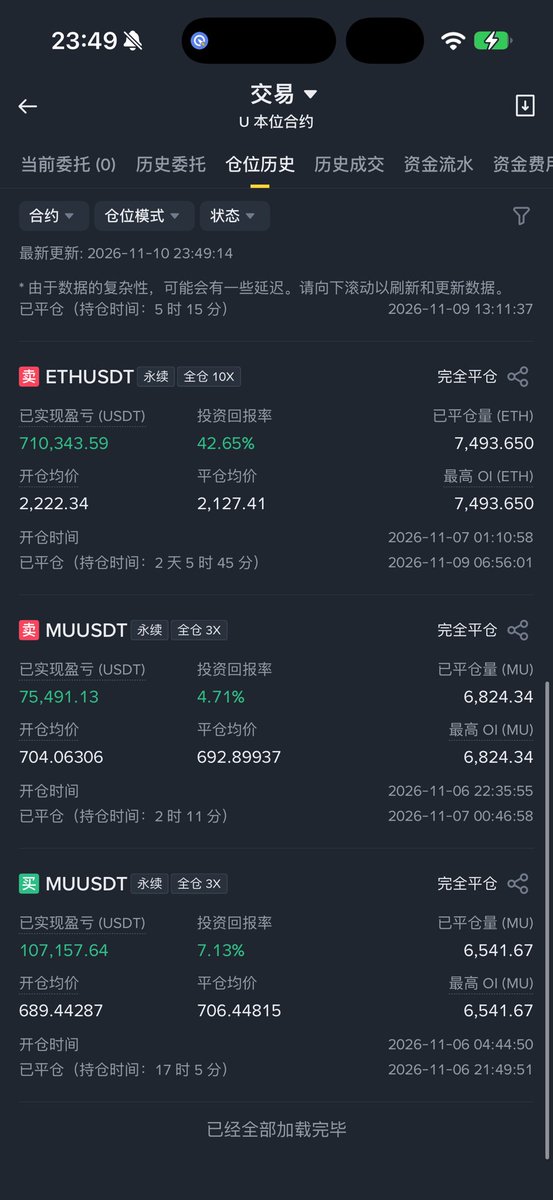 23:49
交易
U 本位合约
当前委托 (0) 历史委托 仓位历史 历史成交 资金流水 资金费用
合约 仓位模式 状态
最新更新: 2026-11-10 23:49:14
* 由于数据的复杂性，可能会有一些延迟。请向下滚动以刷新和更新数据。
已平仓（持仓时间：5 时 15 分） 2026-11-09 13:11:37
卖 ETHUSDT 永续 全仓 10X 完全平仓
已实现盈亏 (USDT) 投资回报率 已平仓量 (ETH)
710,343.59 42.65% 7,493.650
开仓均价 平仓均价 最高 OI (ETH)
2,222.34 2,127.41 7,493.650
开仓时间 2026-11-07 01:10:58
已平仓（持仓时间：2 天 5 时 45 分） 2026-11-09 06:56:01
卖 MUUSDT 永续 全仓 3X 完全平仓
已实现盈亏 (USDT) 投资回报率 已平仓量 (MU)
75,491.13 4.71% 6,824.34
开仓均价 平仓均价 最高 OI (MU)
704.06306 692.89937 6,824.34
开仓时间 2026-11-06 22:35:55
已平仓（持仓时间：2 时 11 分） 2026-11-07 00:46:58
买 MUUSDT 永续 全仓 3X 完全平仓
已实现盈亏 (USDT) 投资回报率 已平仓量 (MU)
107,157.64 7.13% 6,541.67
开仓均价 平仓均价 最高 OI (MU)
689.44287 706.44815 6,541.67
开仓时间 2026-11-06 04:44:50
已平仓（持仓时间：17 时 5 分） 2026-11-06 21:49:51
已经全部加载完毕